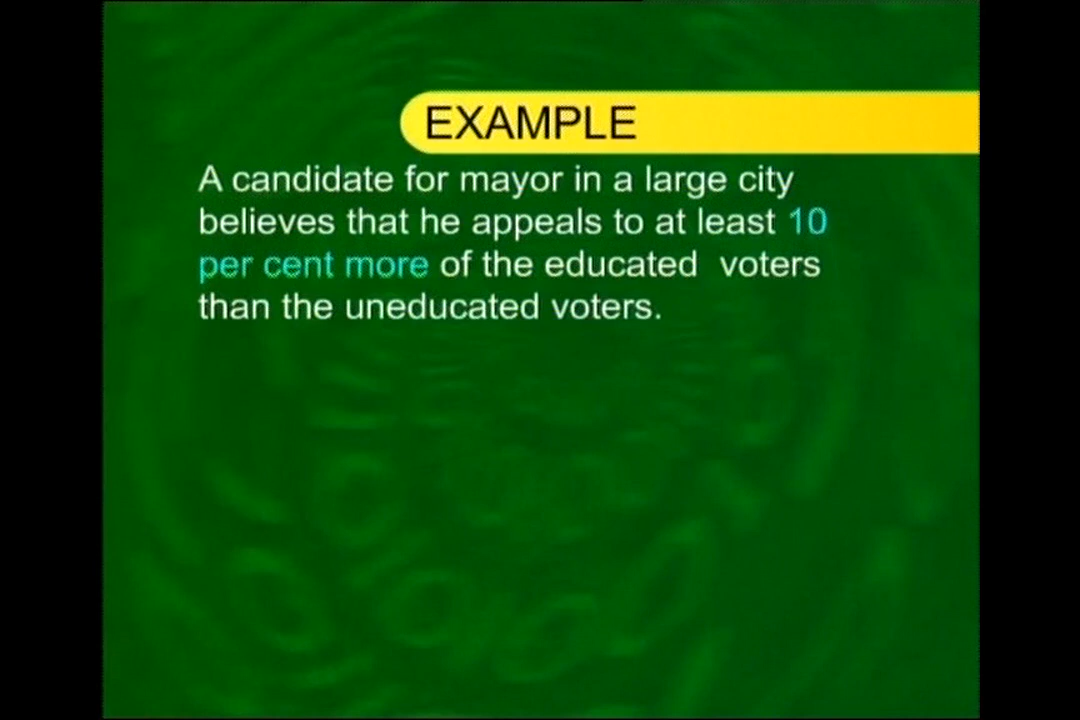 EXAMPLE
A candidate for mayor in a large city
believes that he appeals to at least 10
per cent more of the educated  voters
than the uneducated voters.